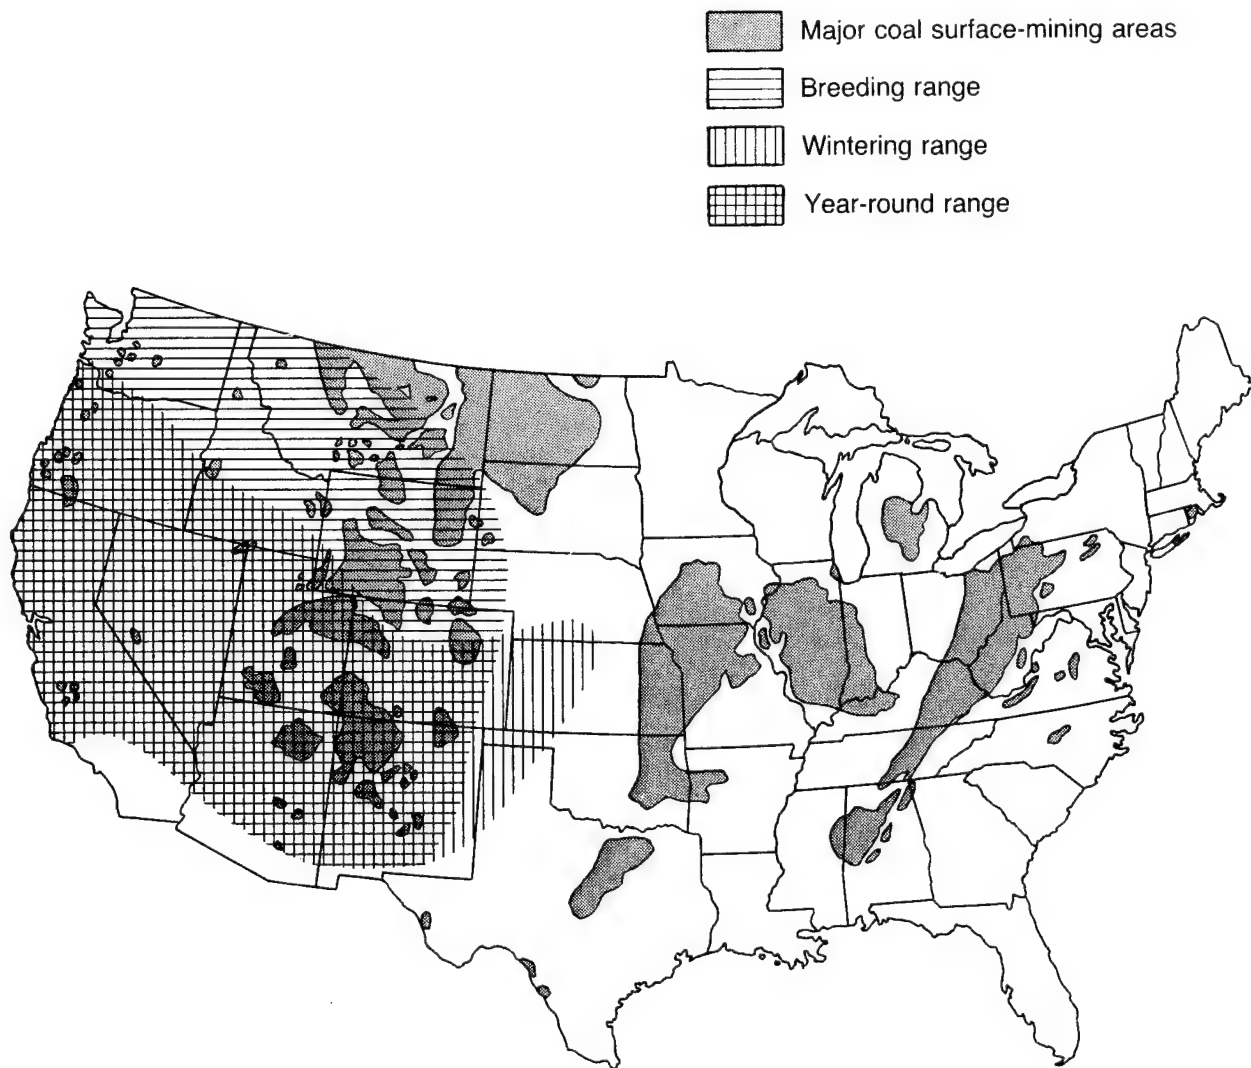 Major coal surface-mining areas
Breeding range
Wintering range
Year-round range